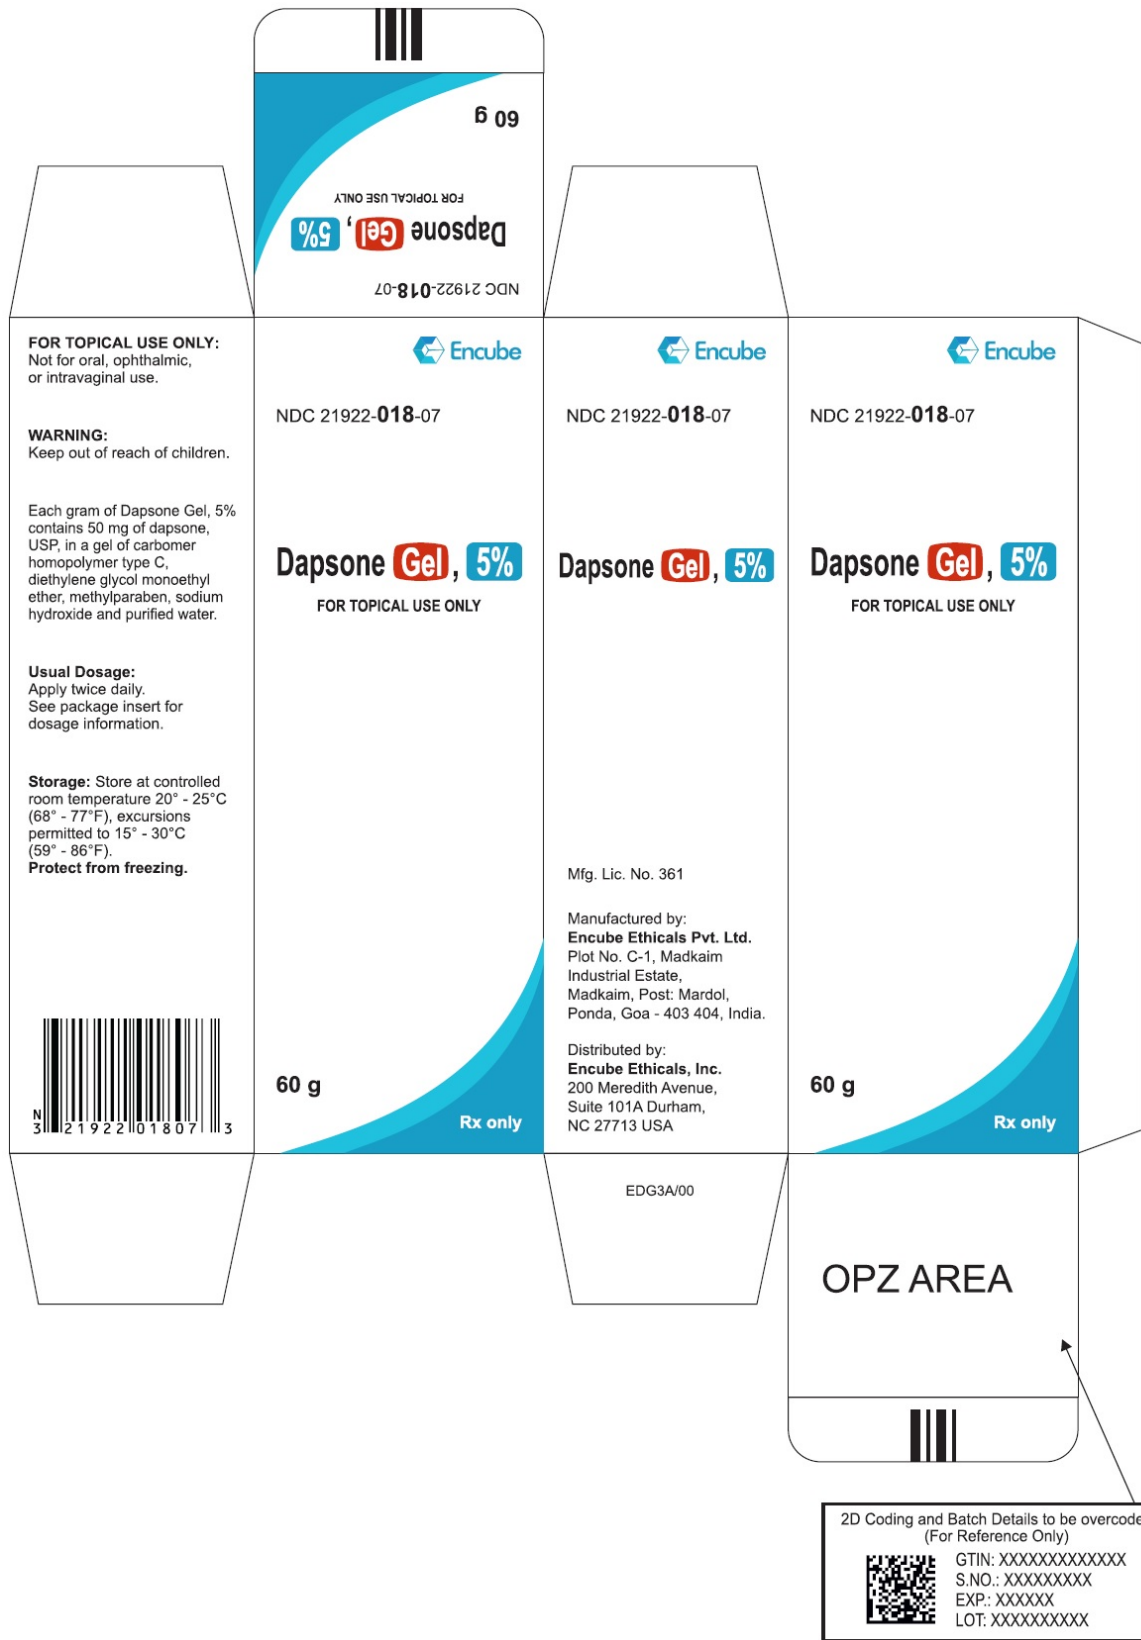 60 g
FOR TOPICAL USE ONLY
Dapsone Gel, 5%
NDC 21922-018-07
FOR TOPICAL USE ONLY:
Not for oral, ophthalmic,
or intravaginal use.
WARNING:
Keep out of reach of children.
Each gram of Dapsone Gel, 5%
contains 50 mg of dapsone,
USP, in a gel of carbomer
homopolymer type C,
diethylene glycol monoethyl
ether, methylparaben, sodium
hydroxide and purified water.
Usual Dosage:
Apply twice daily.
See package insert for
dosage information.
Storage: Store at controlled
room temperature 20° - 25°C
(68° - 77°F), excursions
permitted to 15° - 30°C
(59° - 86°F).
Protect from freezing.
N
3 21922 01807 3
Encube
NDC 21922-018-07
Dapsone Gel, 5%
FOR TOPICAL USE ONLY
60 g
Rx only
Encube
NDC 21922-018-07
Dapsone Gel, 5%
Mfg. Lic. No. 361
Manufactured by:
Encube Ethicals Pvt. Ltd.
Plot No. C-1, Madkaim
Industrial Estate,
Madkaim, Post: Mardol,
Ponda, Goa - 403 404, India.
Distributed by:
Encube Ethicals, Inc.
200 Meredith Avenue,
Suite 101A Durham,
NC 27713 USA
EDG3A/00
Encube
NDC 21922-018-07
Dapsone Gel, 5%
FOR TOPICAL USE ONLY
60 g
Rx only
OPZ AREA
2D Coding and Batch Details to be overcode
(For Reference Only)
GTIN: XXXXXXXXXXXXX
S.NO.: XXXXXXXXX
EXP.: XXXXXX
LOT: XXXXXXXXXX